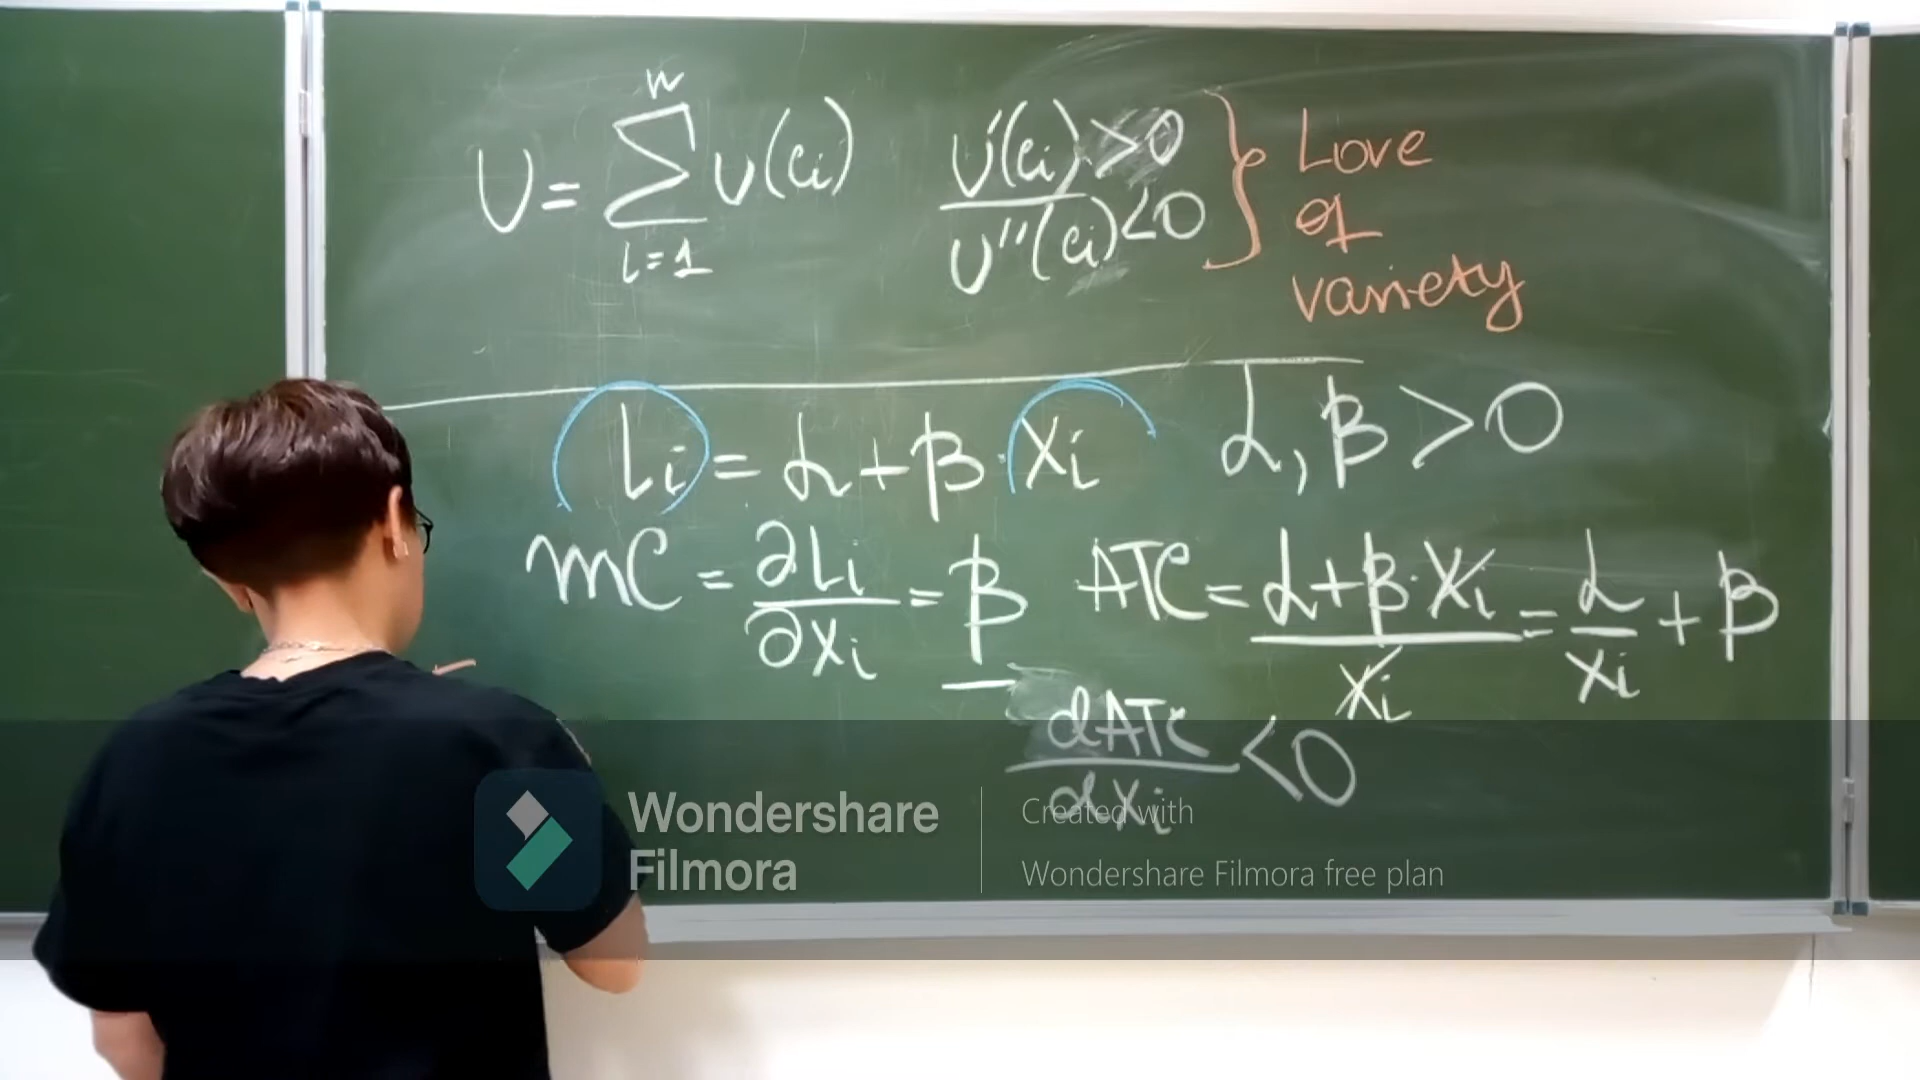 U = ∑ⁿᵢ₌₁ υ(cᵢ)
υ'(cᵢ) > 0
υ''(cᵢ) < 0
Love
of
variety
Lᵢ = α + β · Xᵢ
α, β > 0
MC = ∂Lᵢ / ∂Xᵢ = β
ATC = (α + β · Xᵢ) / Xᵢ = α / Xᵢ + β
dATC / dXᵢ < 0
Wondershare
Filmora
Created with
Wondershare Filmora free plan